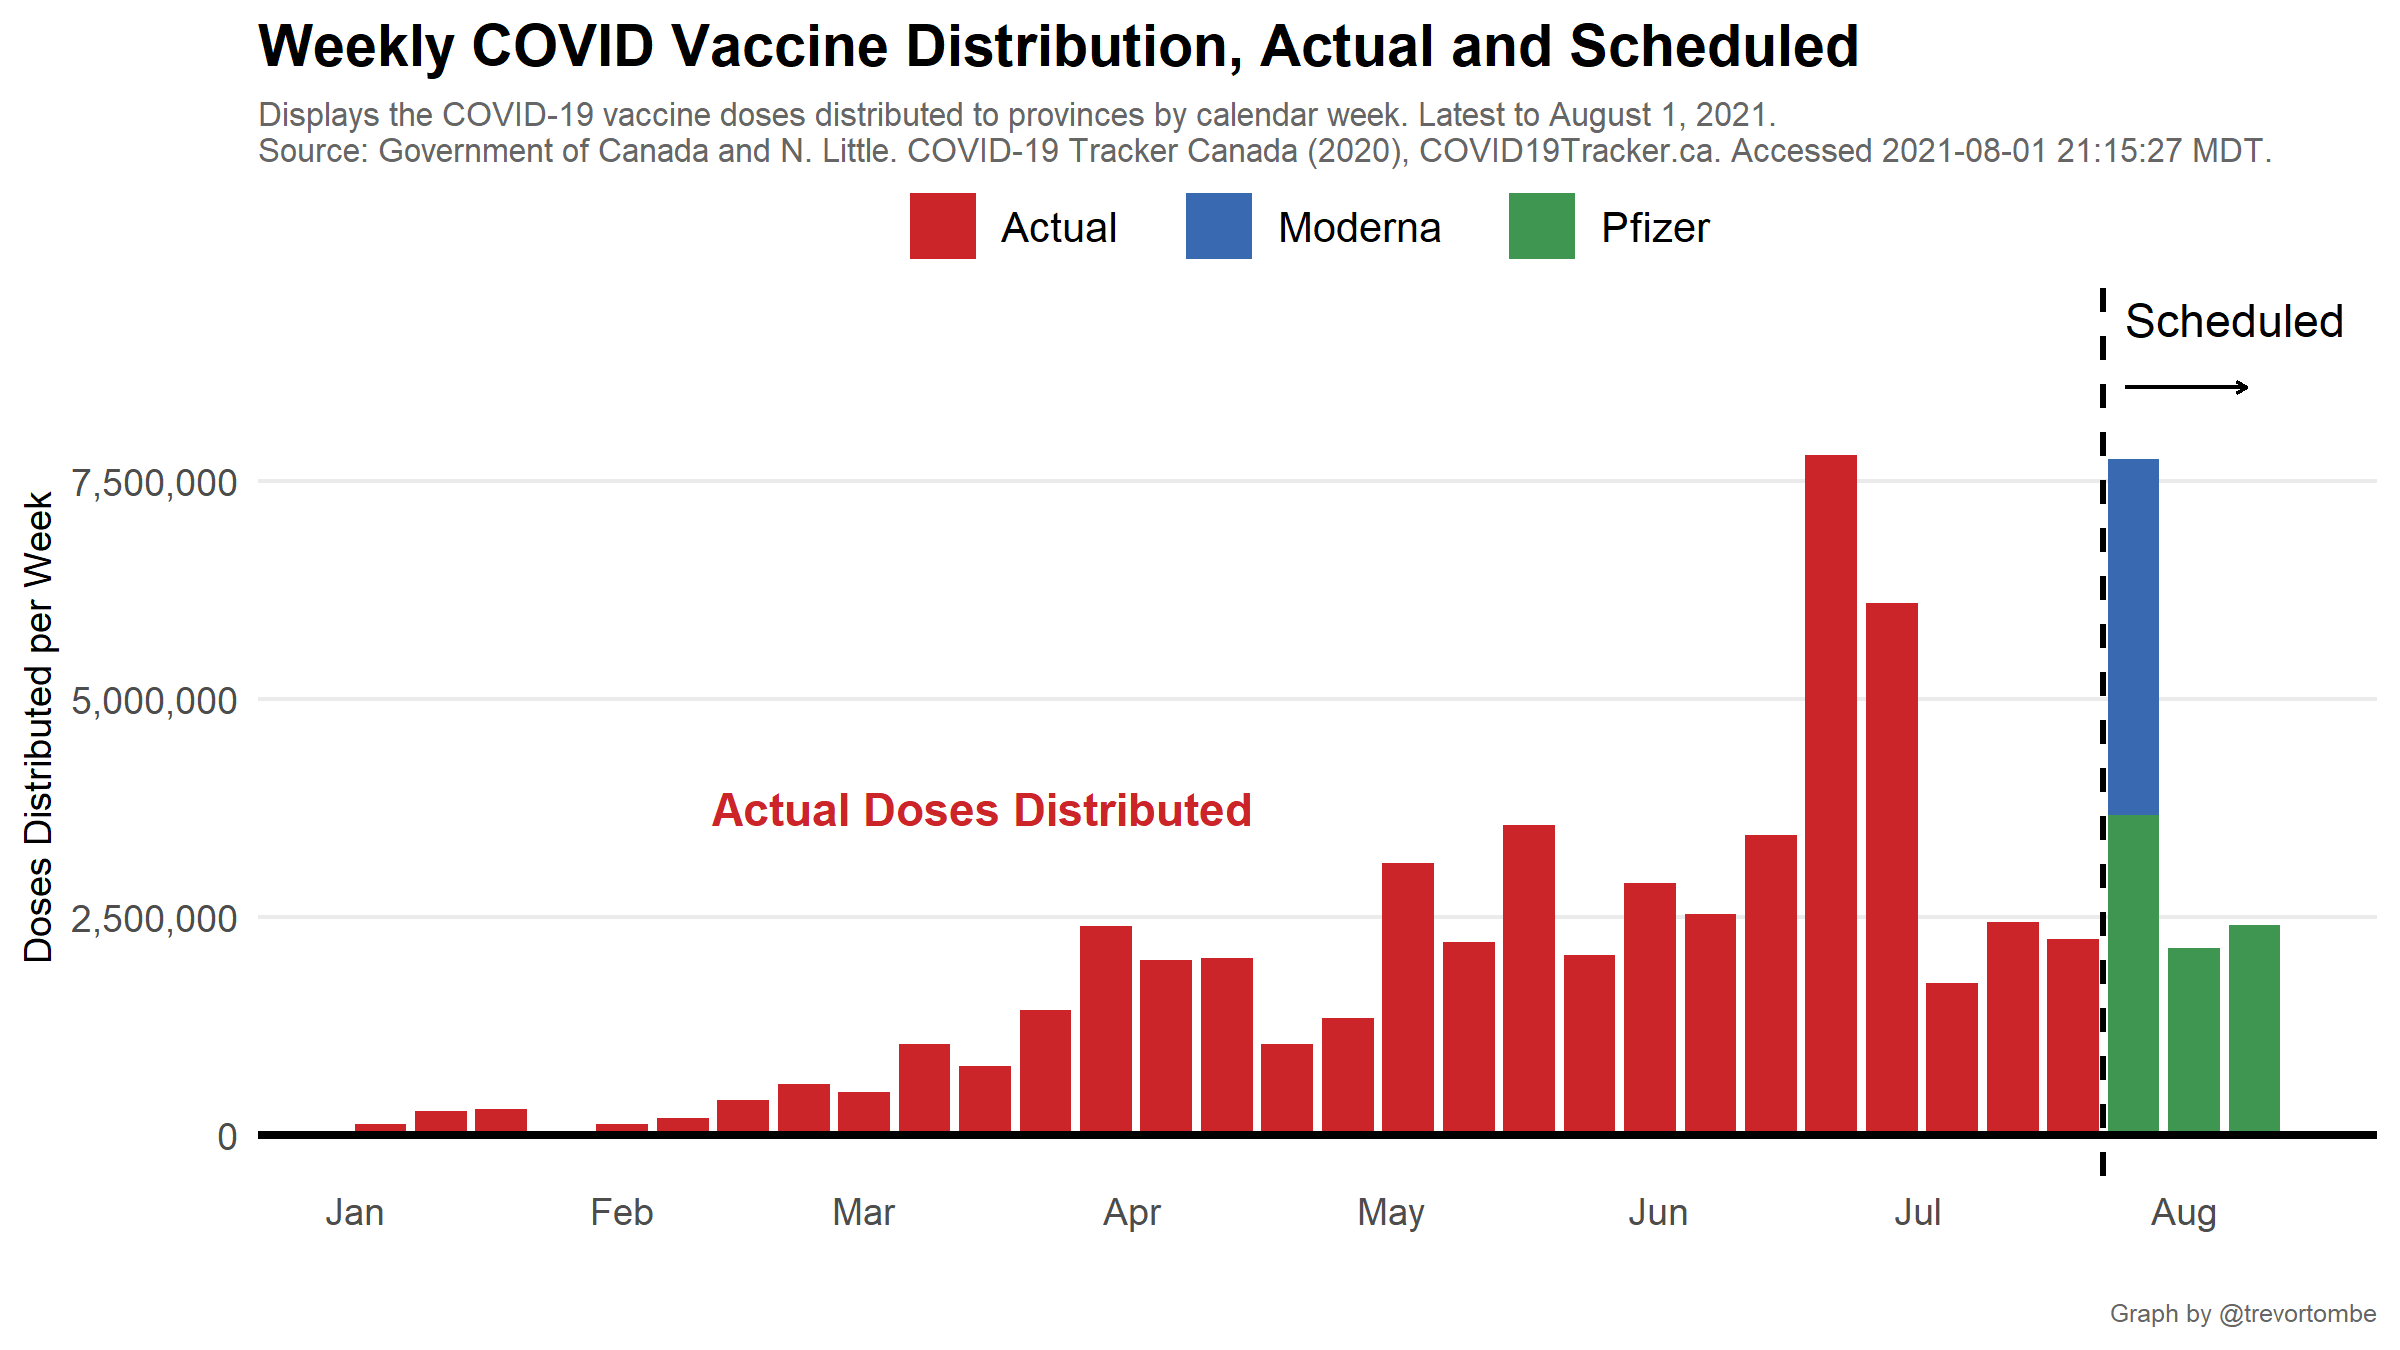 Weekly COVID Vaccine Distribution, Actual and Scheduled
Displays the COVID-19 vaccine doses distributed to provinces by calendar week. Latest to August 1, 2021.
Source: Government of Canada and N. Little. COVID-19 Tracker Canada (2020), COVID19Tracker.ca. Accessed 2021-08-01 21:15:27 MDT.
Actual Moderna Pfizer
Scheduled
Doses Distributed per Week
7,500,000
5,000,000
Actual Doses Distributed
2,500,000
0
Jan Feb Mar Apr May Jun Jul Aug
Graph by @trevortombe